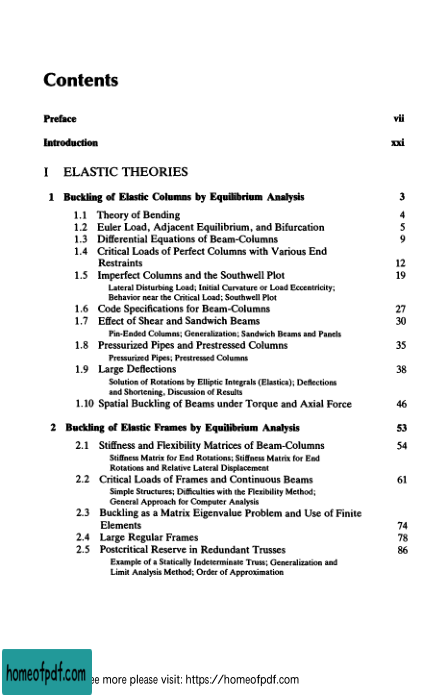 Contents
Preface vii
Introduction xxi
I ELASTIC THEORIES
1 Buckling of Elastic Columns by Equilibrium Analysis 3
1.1 Theory of Bending 4
1.2 Euler Load, Adjacent Equilibrium, and Bifurcation 5
1.3 Differential Equations of Beam-Columns 9
1.4 Critical Loads of Perfect Columns with Various End
Restraints 12
1.5 Imperfect Columns and the Southwell Plot 19
Lateral Disturbing Load; Initial Curvature or Load Eccentricity;
Behavior near the Critical Load; Southwell Plot
1.6 Code Specifications for Beam-Columns 27
1.7 Effect of Shear and Sandwich Beams 30
Pin-Ended Columns; Generalization; Sandwich Beams and Panels
1.8 Pressurized Pipes and Prestressed Columns 35
Pressurized Pipes; Prestressed Columns
1.9 Large Deflections 38
Solution of Rotations by Elliptic Integrals (Elastica); Deflections
and Shortening, Discussion of Results
1.10 Spatial Buckling of Beams under Torque and Axial Force 46
2 Buckling of Elastic Frames by Equilibrium Analysis 53
2.1 Stiffness and Flexibility Matrices of Beam-Columns 54
Stiffness Matrix for End Rotations; Stiffness Matrix for End
Rotations and Relative Lateral Displacement
2.2 Critical Loads of Frames and Continuous Beams 61
Simple Structures; Difficulties with the Flexibility Method;
General Approach for Computer Analysis
2.3 Buckling as a Matrix Eigenvalue Problem and Use of Finite
Elements 74
2.4 Large Regular Frames 78
2.5 Postcritical Reserve in Redundant Trusses 86
Example of a Statically Indeterminate Truss; Generalization and
Limit Analysis Method; Order of Approximation
homeofpdf.com
ee more please visit: https://homeofpdf.com